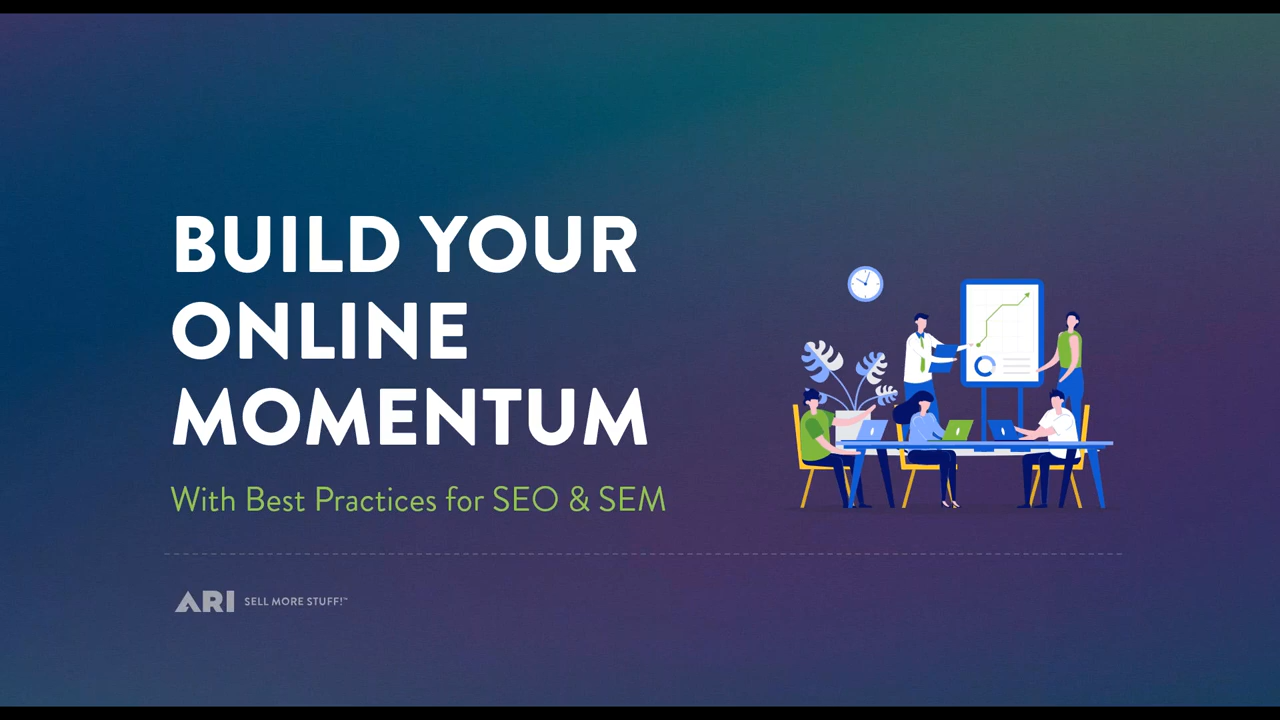 BUILD YOUR
ONLINE
MOMENTUM
With Best Practices for SEO & SEM
ARI SELL MORE STUFF!™